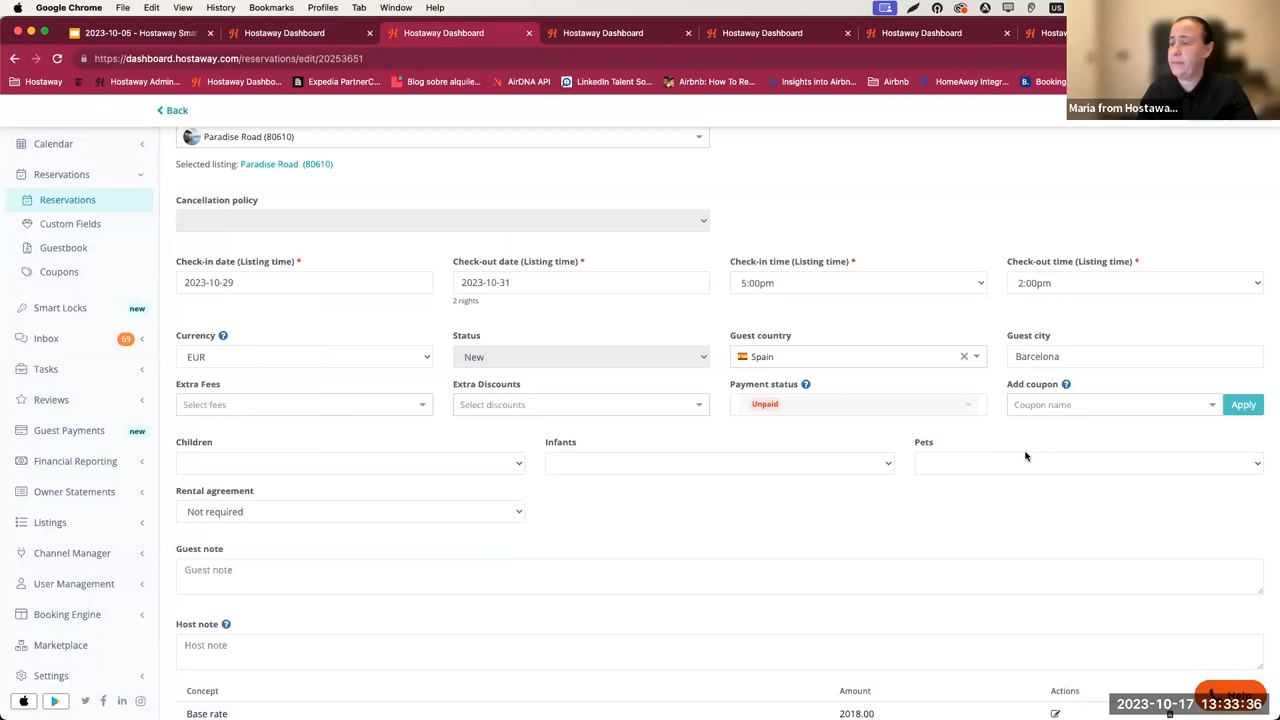 Google Chrome File Edit View History Bookmarks Profiles Tab Window Help US
2023-10-05 - Hostaway Smar × Hostaway Dashboard × Hostaway Dashboard × Hostaway Dashboard × Hostaway Dashboard × Hostaway Dashboard ×
https://dashboard.hostaway.com/reservations/edit/20253651
Hostaway Hostaway Admin... Hostaway Dashbo... Expedia PartnerC... Blog sobre alquile... AirDNA API LinkedIn Talent So... Airbnb: How To Re... Insights into Airbn... Airbnb HomeAway Integr... Booking
Maria from Hostawa...
Back
Calendar
Reservations
Reservations
Custom Fields
Guestbook
Coupons
Smart Locks new
Inbox 69
Tasks
Reviews
Guest Payments new
Financial Reporting
Owner Statements
Listings
Channel Manager
User Management
Booking Engine
Marketplace
Settings
Paradise Road (80610)
Selected listing: Paradise Road (80610)
Cancellation policy
Check-in date (Listing time) * Check-out date (Listing time) * Check-in time (Listing time) * Check-out time (Listing time) *
2023-10-29 2023-10-31 5:00pm 2:00pm
2 nights
Currency ? Status Guest country Guest city
EUR New Spain × Barcelona
Extra Fees Extra Discounts Payment status ? Add coupon ?
Select fees Select discounts Unpaid Coupon name Apply
Children Infants Pets
Rental agreement
Not required
Guest note
Guest note
Host note ?
Host note
Concept Amount Actions
Base rate 2018.00
Help
2023-10-17 13:33:36